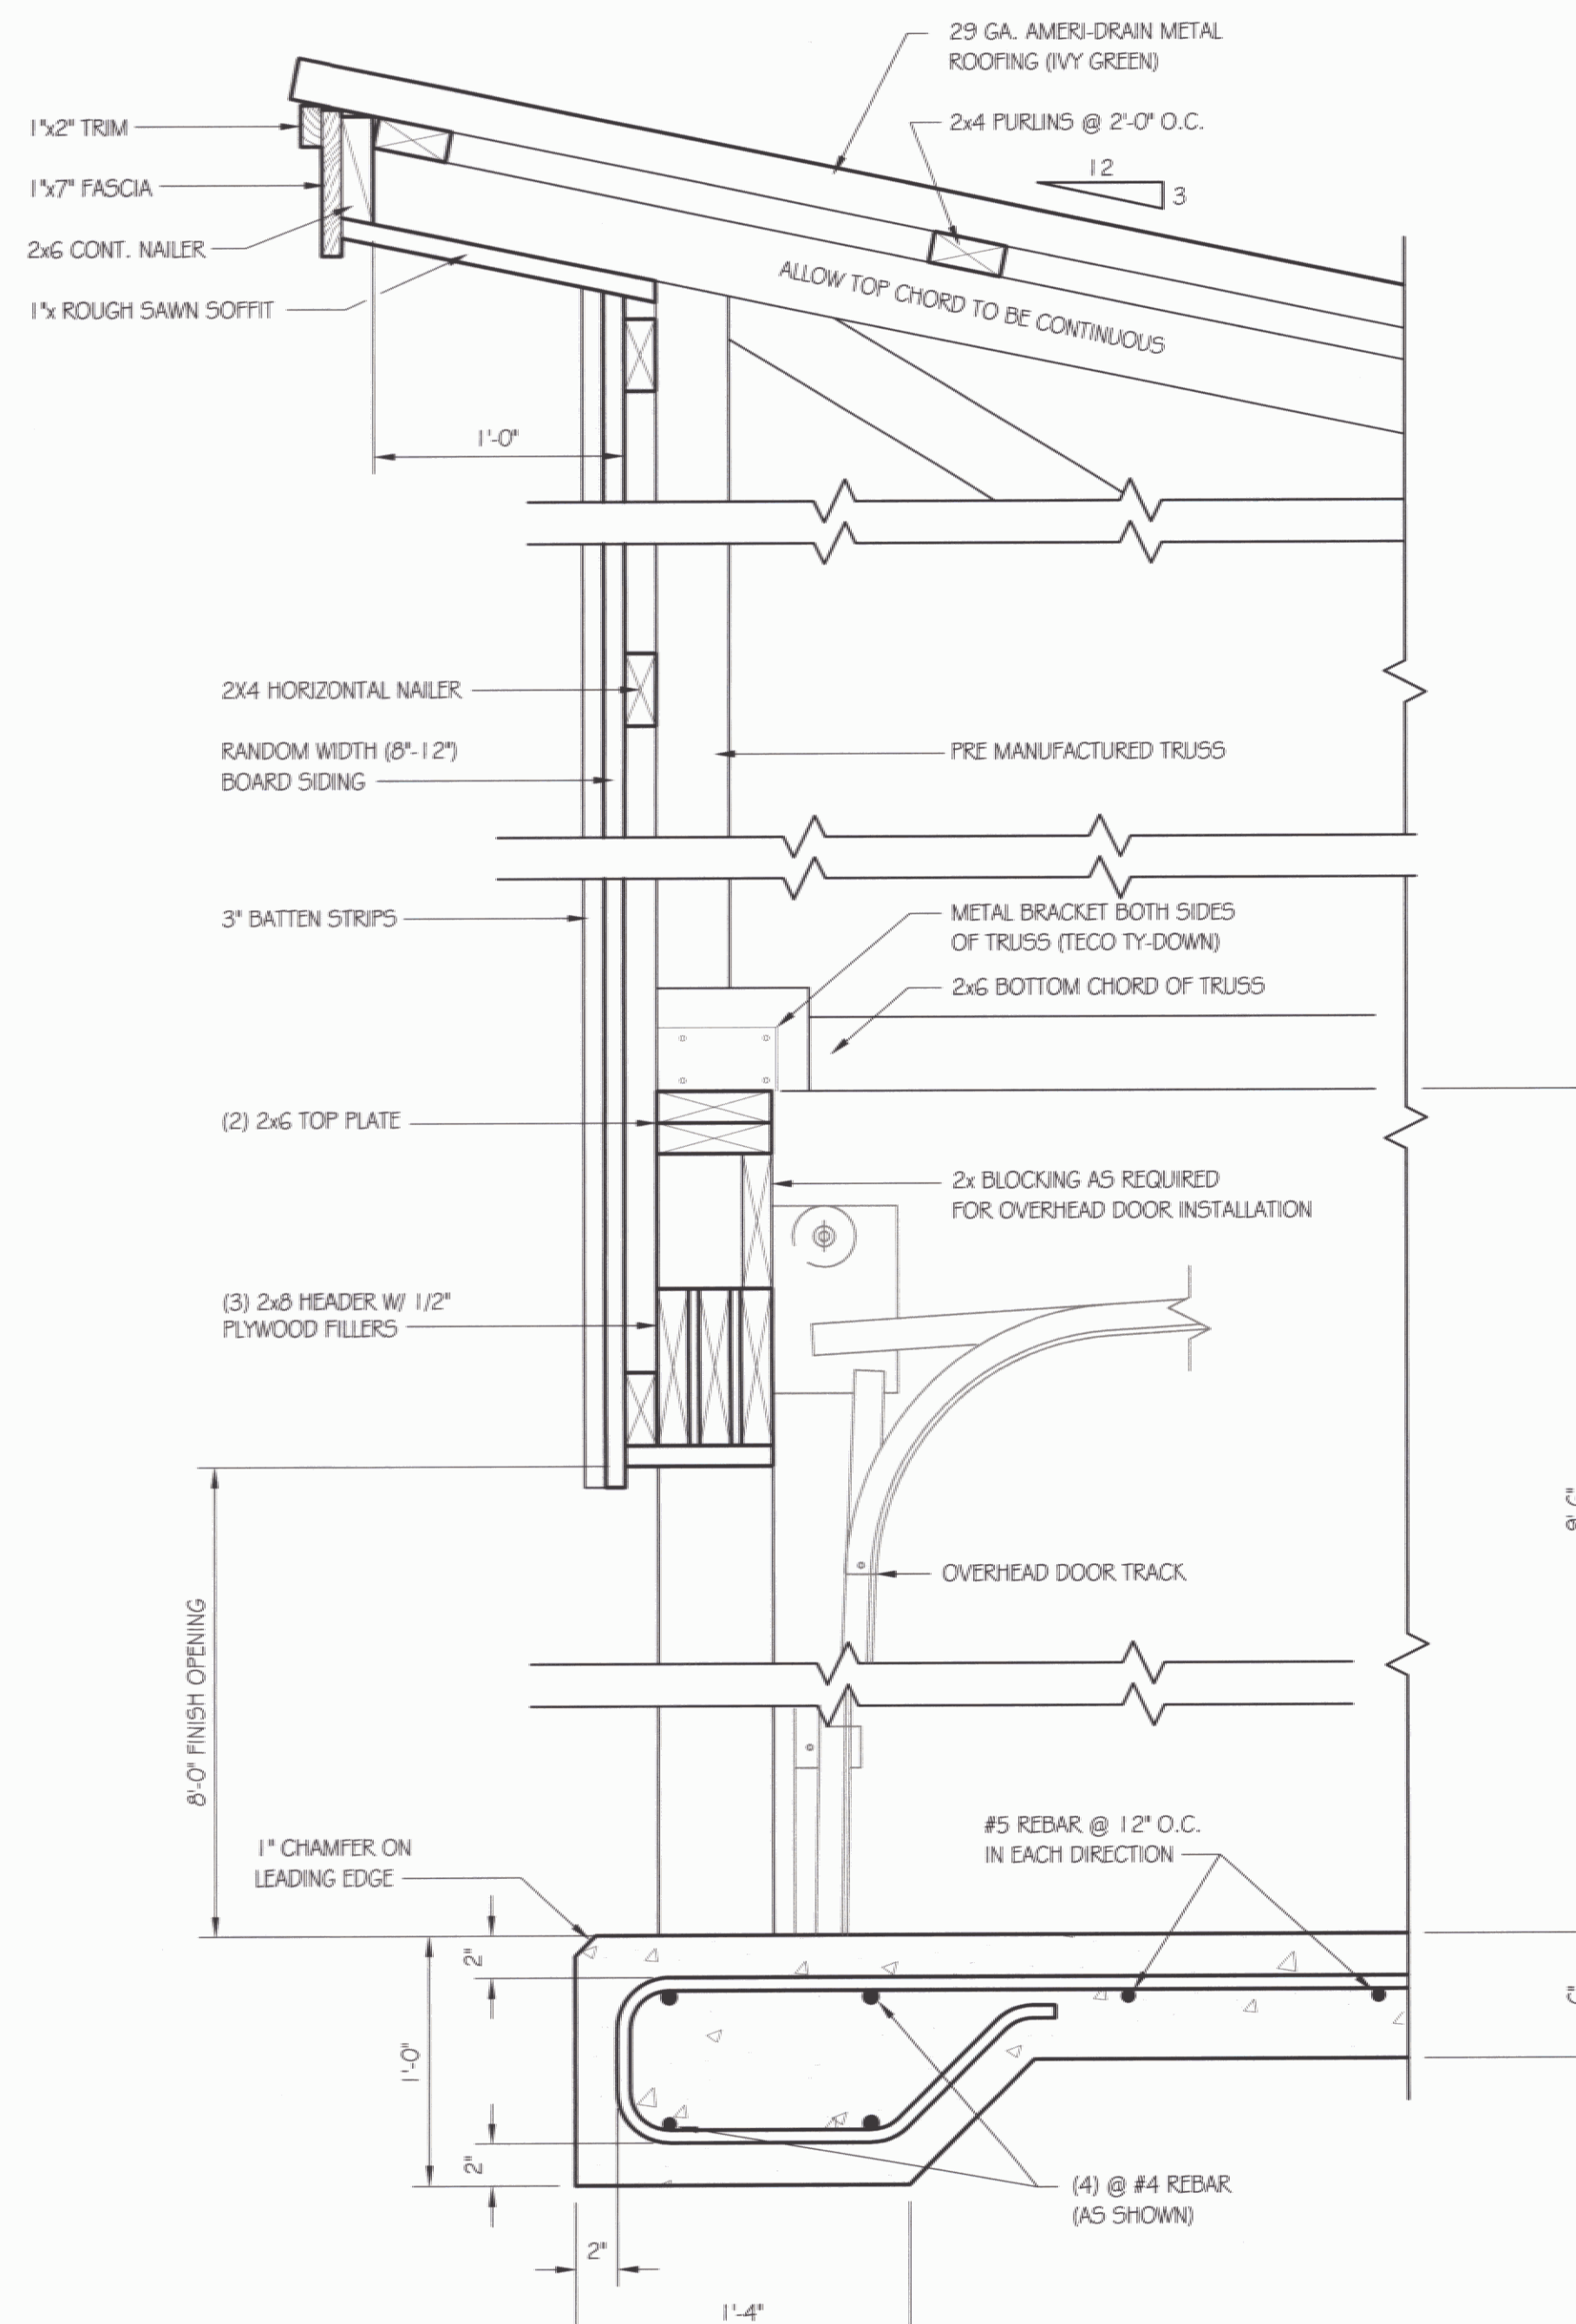 29 GA. AMERI-DRAIN METAL
ROOFING (IVY GREEN)
2x4 PURLINS @ 2'-0" O.C.
12
3
1"x2" TRIM
1"x7" FASCIA
2x6 CONT. NAILER
1"x ROUGH SAWN SOFFIT
ALLOW TOP CHORD TO BE CONTINUOUS
1'-0"
2X4 HORIZONTAL NAILER
RANDOM WIDTH (8"-12")
BOARD SIDING
PRE MANUFACTURED TRUSS
3" BATTEN STRIPS
METAL BRACKET BOTH SIDES
OF TRUSS (TECO TY-DOWN)
2x6 BOTTOM CHORD OF TRUSS
(2) 2x6 TOP PLATE
2x BLOCKING AS REQUIRED
FOR OVERHEAD DOOR INSTALLATION
(3) 2x8 HEADER W/ 1/2"
PLYWOOD FILLERS
OVERHEAD DOOR TRACK
8'-0" FINISH OPENING
#5 REBAR @ 12" O.C.
IN EACH DIRECTION
1" CHAMFER ON
LEADING EDGE
2"
1'-0"
2"
(4) @ #4 REBAR
(AS SHOWN)
2"
1'-4"